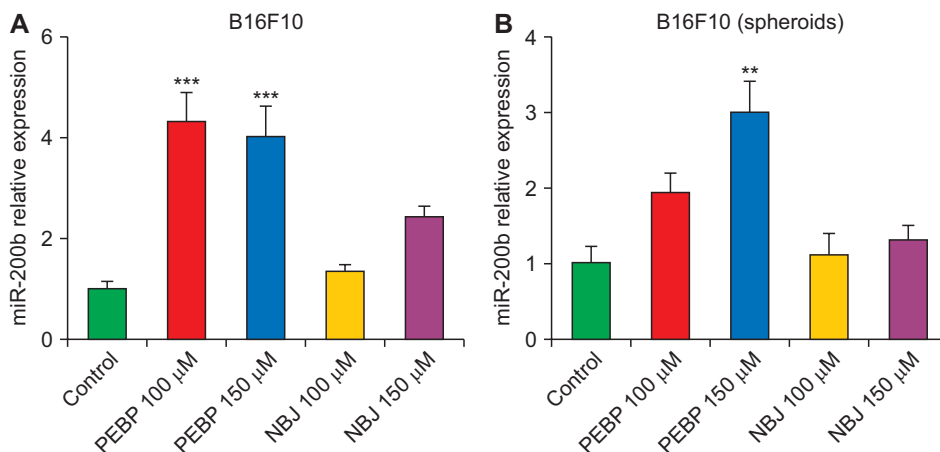 A
B16F10
miR-200b relative expression
6
4
2
0
***
***
Control
PEBP 100 μM
PEBP 150 μM
NBJ 100 μM
NBJ 150 μM
B
B16F10 (spheroids)
miR-200b relative expression
4
3
2
1
0
**
Control
PEBP 100 μM
PEBP 150 μM
NBJ 100 μM
NBJ 150 μM